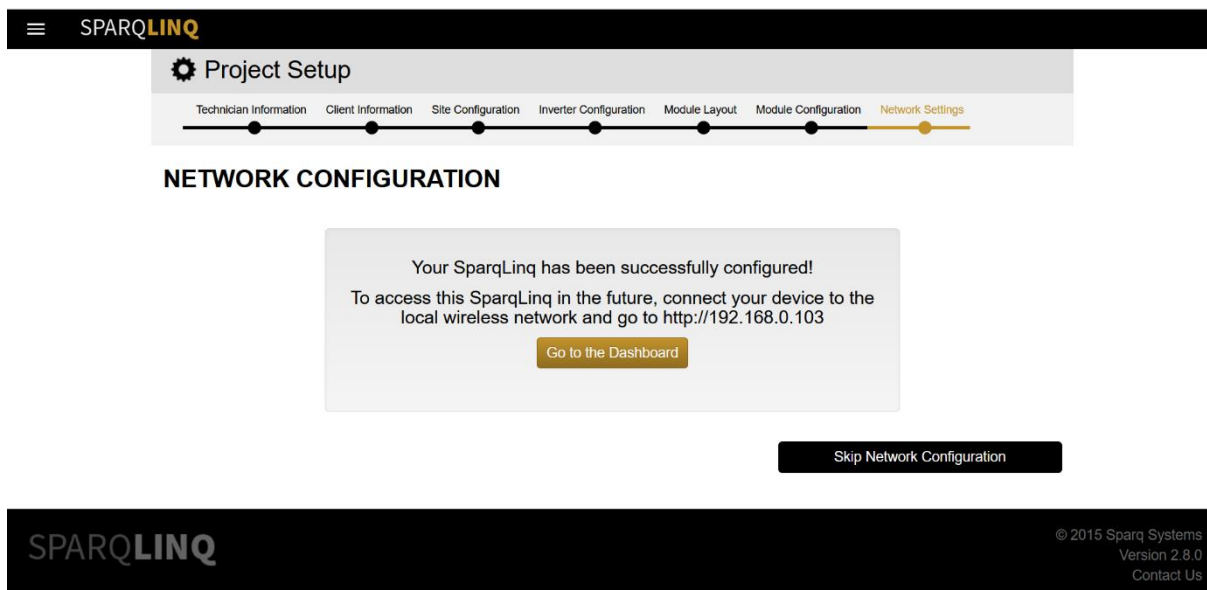 SPARQLINQ
Project Setup
Technician Information Client Information Site Configuration Inverter Configuration Module Layout Module Configuration Network Settings
NETWORK CONFIGURATION
Your SparqLinq has been successfully configured!
To access this SparqLinq in the future, connect your device to the
local wireless network and go to http://192.168.0.103
Go to the Dashboard
Skip Network Configuration
SPARQLINQ
© 2015 Sparq Systems
Version 2.8.0
Contact Us